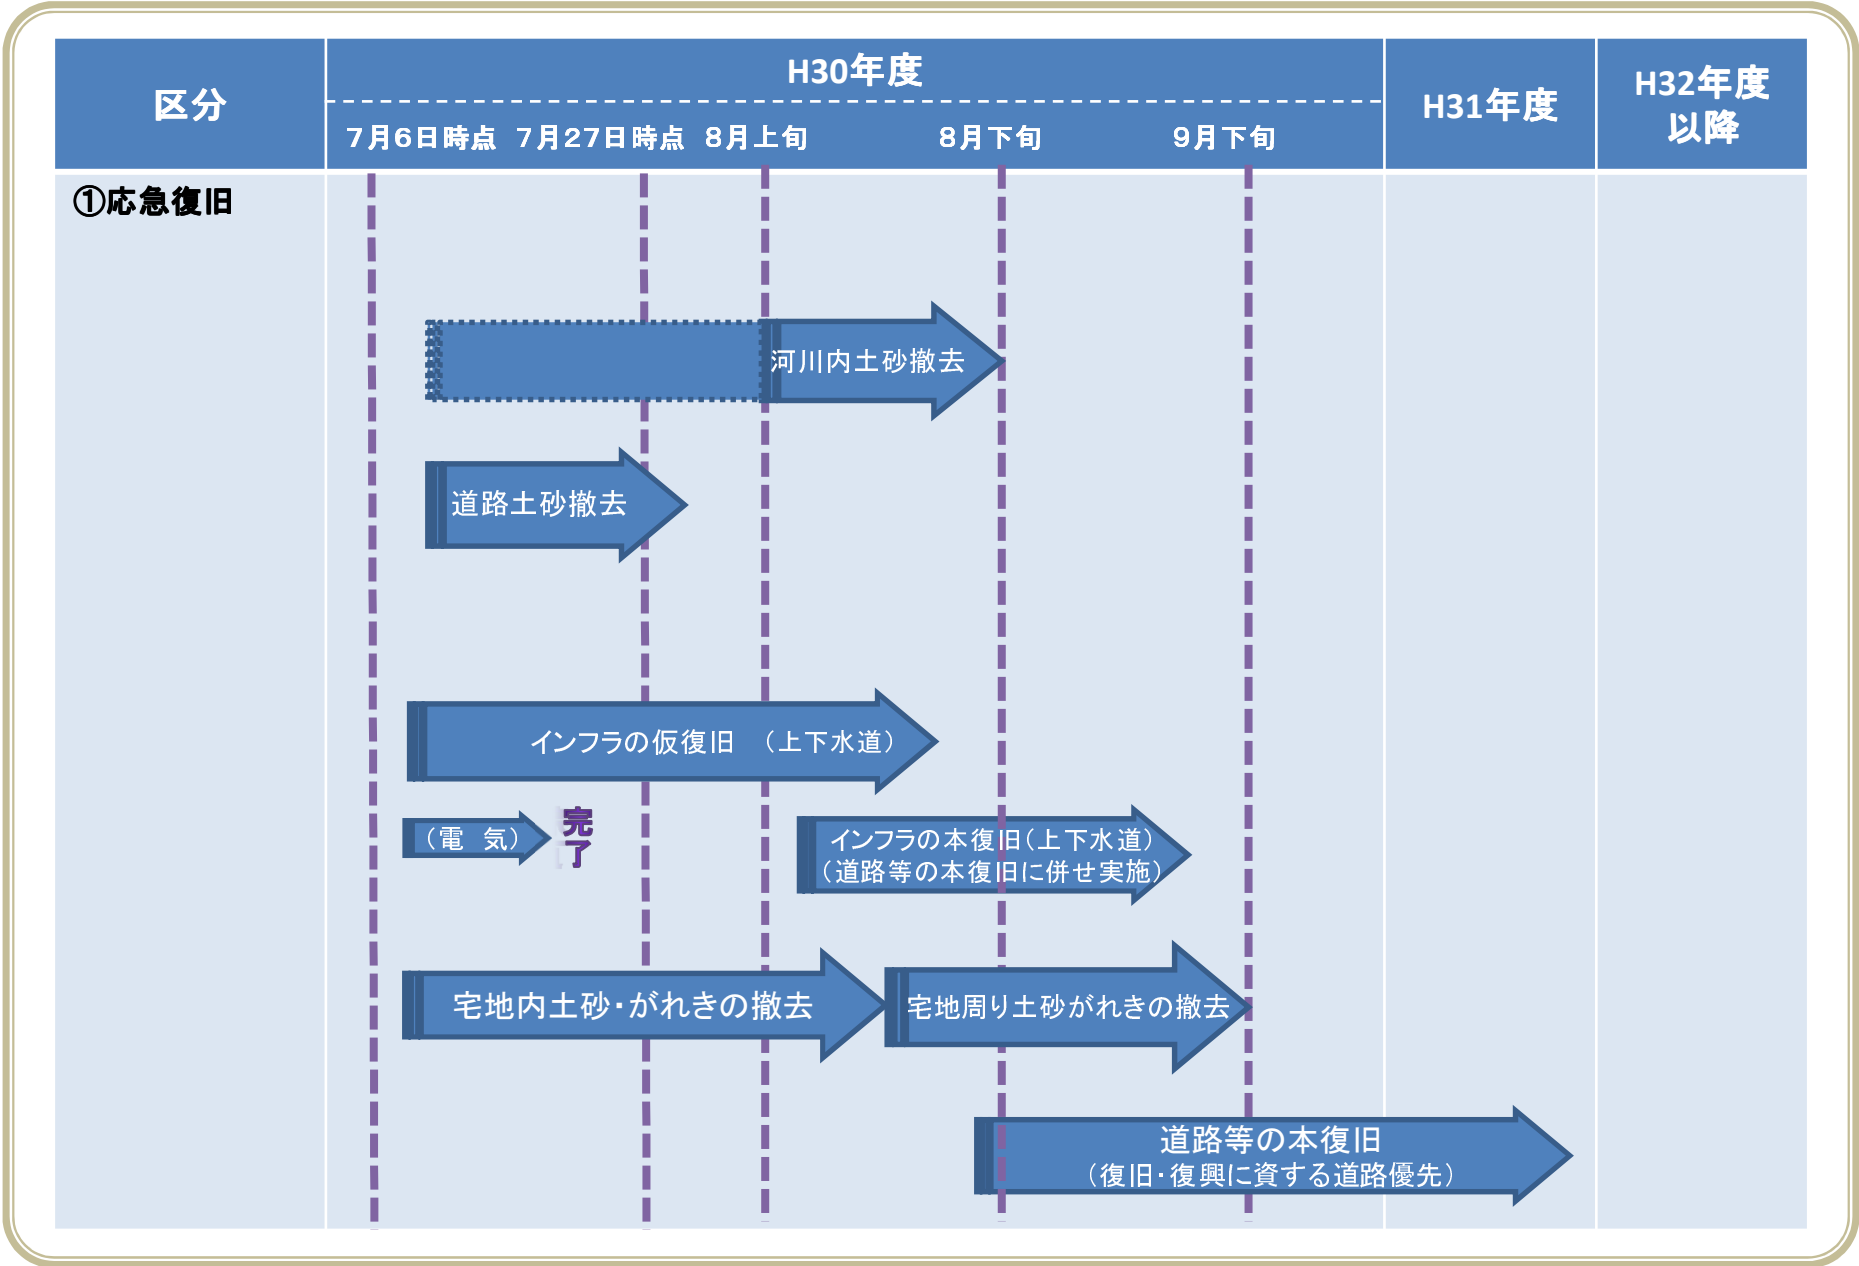 区分
H30年度
H31年度
H32年度
以降
7月6日時点
7月27日時点
8月上旬
8月下旬
9月下旬
①応急復旧
河川内土砂撤去
道路土砂撤去
インフラの仮復旧　（上下水道）
（電　気）
完了
インフラの本復旧（上下水道）
（道路等の本復旧に併せ実施）
宅地内土砂・がれきの撤去
宅地周り土砂がれきの撤去
道路等の本復旧
（復旧・復興に資する道路優先）